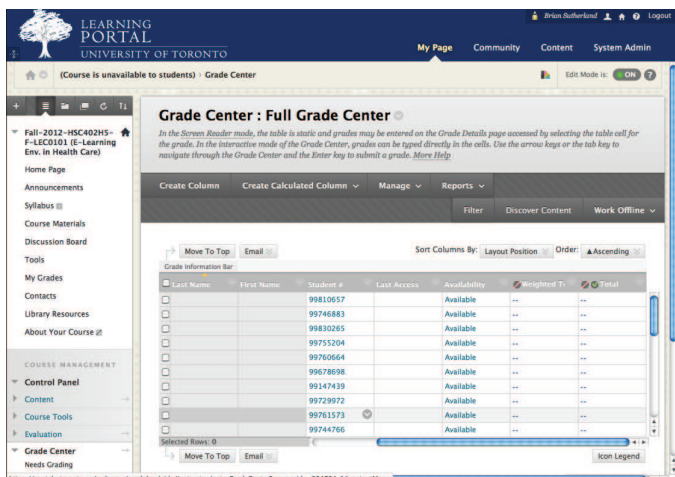 LEARNING
PORTAL
UNIVERSITY OF TORONTO
Brian Sutherland Logout
My Page Community Content System Admin
(Course is unavailable to students) › Grade Center
Edit Mode is: ON ?
Fall-2012-HSC402H5-
F-LEC0101 (E-Learning
Env. in Health Care)
Home Page
Announcements
Syllabus
Course Materials
Discussion Board
Tools
My Grades
Contacts
Library Resources
About Your Course
COURSE MANAGEMENT
Control Panel
Content
Course Tools
Evaluation
Grade Center
Needs Grading
Grade Center : Full Grade Center
In the Screen Reader mode, the table is static and grades may be entered on the Grade Details page accessed by selecting the table cell for
the grade. In the interactive mode of the Grade Center, grades can be typed directly in the cells. Use the arrow keys or the tab key to
navigate through the Grade Center and the Enter key to submit a grade. More Help
Create Column Create Calculated Column Manage Reports
Filter Discover Content Work Offline
Move To Top Email Sort Columns By: Layout Position Order: ▲Ascending
Grade Information Bar
Last Name First Name Student # Last Access Availability Weighted To Total
99810657 Available -- --
99746883 Available -- --
99830265 Available -- --
99755204 Available -- --
99760664 Available -- --
99678698 Available -- --
99147439 Available -- --
99729972 Available -- --
99761573 Available -- --
99744766 Available -- --
Selected Rows: 0
Move To Top Email Icon Legend